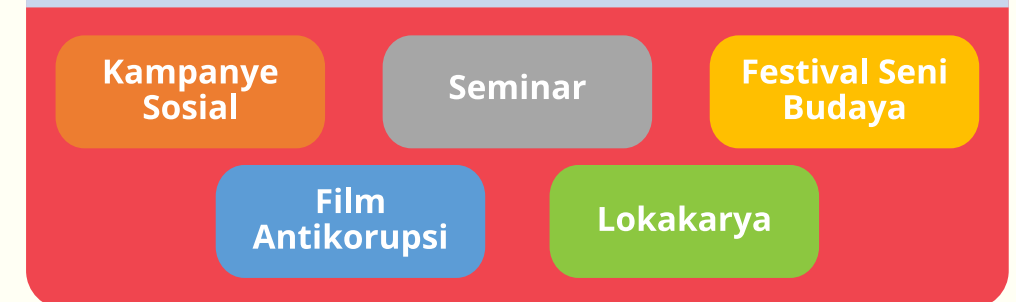 Kampanye
Sosial
Seminar
Festival Seni
Budaya
Film
Antikorupsi
Lokakarya